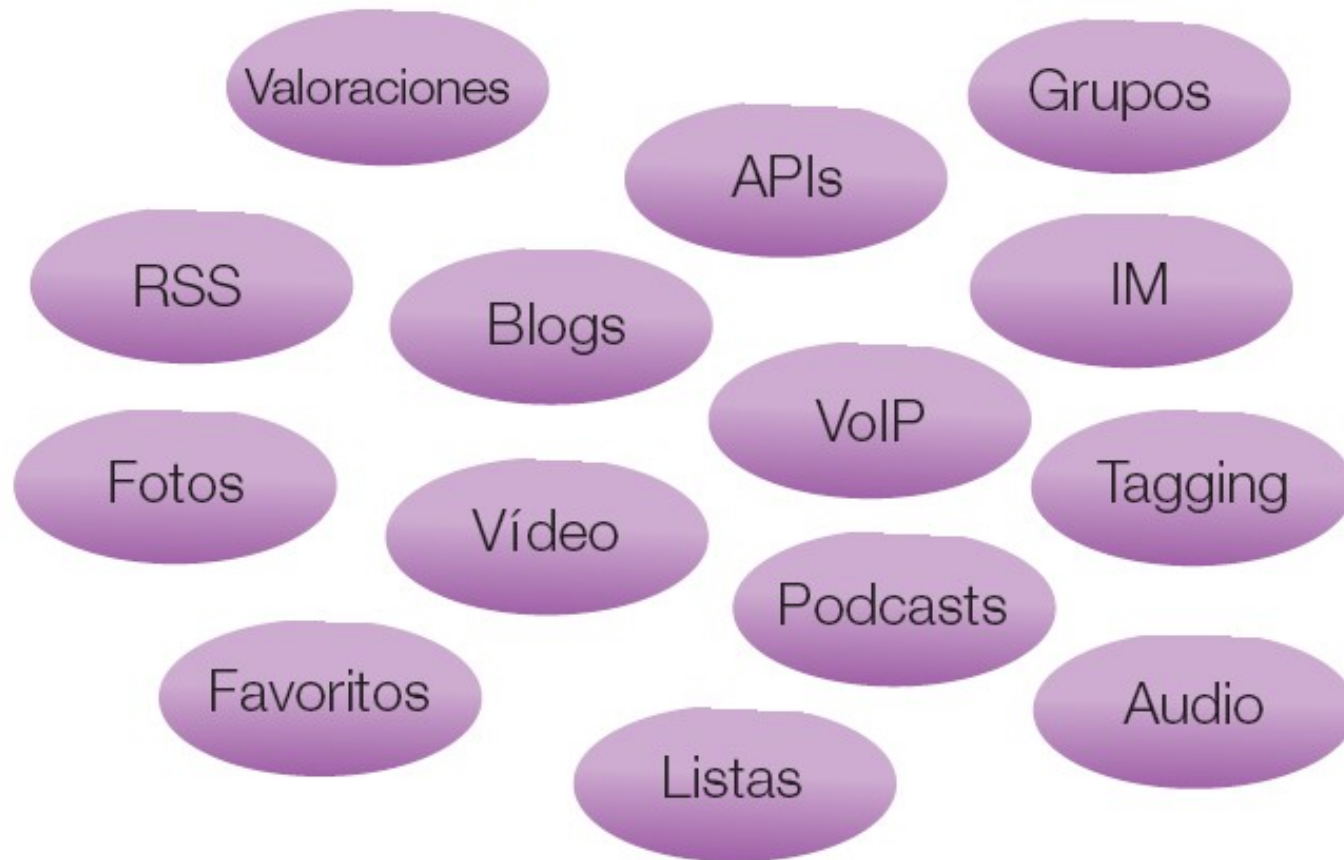 Valoraciones
Grupos
APIs
RSS
IM
Blogs
VoIP
Fotos
Tagging
Vídeo
Podcasts
Favoritos
Audio
Listas